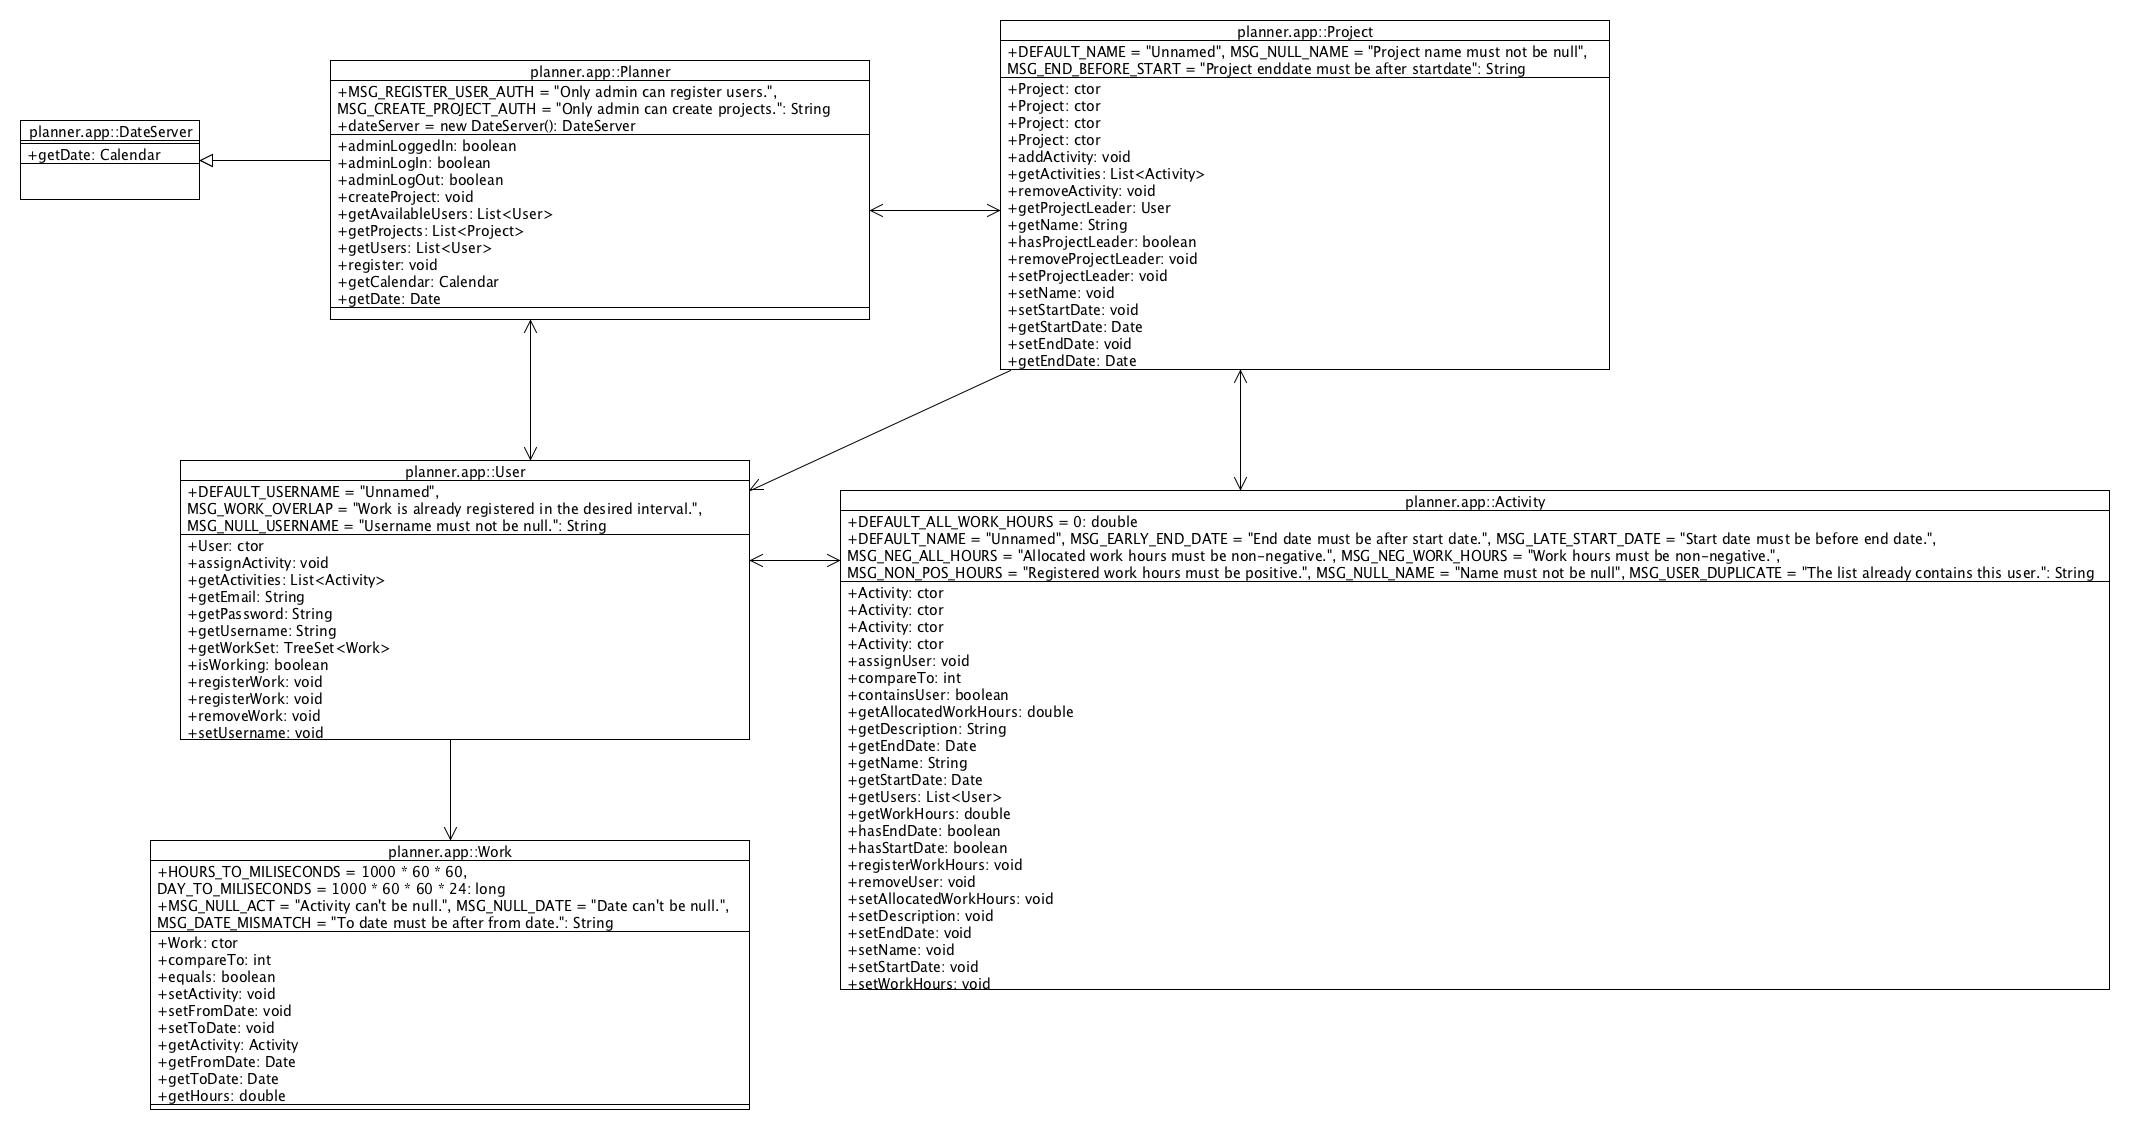 planner.app::DateServer
+getDate: Calendar
planner.app::Planner
+MSG_REGISTER_USER_AUTH = "Only admin can register users.",
MSG_CREATE_PROJECT_AUTH = "Only admin can create projects.": String
+dateServer = new DateServer(): DateServer
+adminLoggedIn: boolean
+adminLogIn: boolean
+adminLogOut: boolean
+createProject: void
+getAvailableUsers: List<User>
+getProjects: List<Project>
+getUsers: List<User>
+register: void
+getCalendar: Calendar
+getDate: Date
planner.app::Project
+DEFAULT_NAME = "Unnamed", MSG_NULL_NAME = "Project name must not be null",
MSG_END_BEFORE_START = "Project enddate must be after startdate": String
+Project: ctor
+Project: ctor
+Project: ctor
+Project: ctor
+addActivity: void
+getActivities: List<Activity>
+removeActivity: void
+getProjectLeader: User
+getName: String
+hasProjectLeader: boolean
+removeProjectLeader: void
+setProjectLeader: void
+setName: void
+setStartDate: void
+getStartDate: Date
+setEndDate: void
+getEndDate: Date
planner.app::User
+DEFAULT_USERNAME = "Unnamed",
MSG_WORK_OVERLAP = "Work is already registered in the desired interval.",
MSG_NULL_USERNAME = "Username must not be null.": String
+User: ctor
+assignActivity: void
+getActivities: List<Activity>
+getEmail: String
+getPassword: String
+getUsername: String
+getWorkSet: TreeSet<Work>
+isWorking: boolean
+registerWork: void
+registerWork: void
+removeWork: void
+setUsername: void
planner.app::Activity
+DEFAULT_ALL_WORK_HOURS = 0: double
+DEFAULT_NAME = "Unnamed", MSG_EARLY_END_DATE = "End date must be after start date.", MSG_LATE_START_DATE = "Start date must be before end date.",
MSG_NEG_ALL_HOURS = "Allocated work hours must be non-negative.", MSG_NEG_WORK_HOURS = "Work hours must be non-negative.",
MSG_NON_POS_HOURS = "Registered work hours must be positive.", MSG_NULL_NAME = "Name must not be null", MSG_USER_DUPLICATE = "The list already contains this user.": String
+Activity: ctor
+Activity: ctor
+Activity: ctor
+Activity: ctor
+assignUser: void
+compareTo: int
+containsUser: boolean
+getAllocatedWorkHours: double
+getDescription: String
+getEndDate: Date
+getName: String
+getStartDate: Date
+getUsers: List<User>
+getWorkHours: double
+hasEndDate: boolean
+hasStartDate: boolean
+registerWorkHours: void
+removeUser: void
+setAllocatedWorkHours: void
+setDescription: void
+setEndDate: void
+setName: void
+setStartDate: void
+setWorkHours: void
planner.app::Work
+HOURS_TO_MILISECONDS = 1000 * 60 * 60,
DAY_TO_MILISECONDS = 1000 * 60 * 60 * 24: long
+MSG_NULL_ACT = "Activity can't be null.", MSG_NULL_DATE = "Date can't be null.",
MSG_DATE_MISMATCH = "To date must be after from date.": String
+Work: ctor
+compareTo: int
+equals: boolean
+setActivity: void
+setFromDate: void
+setToDate: void
+getActivity: Activity
+getFromDate: Date
+getToDate: Date
+getHours: double